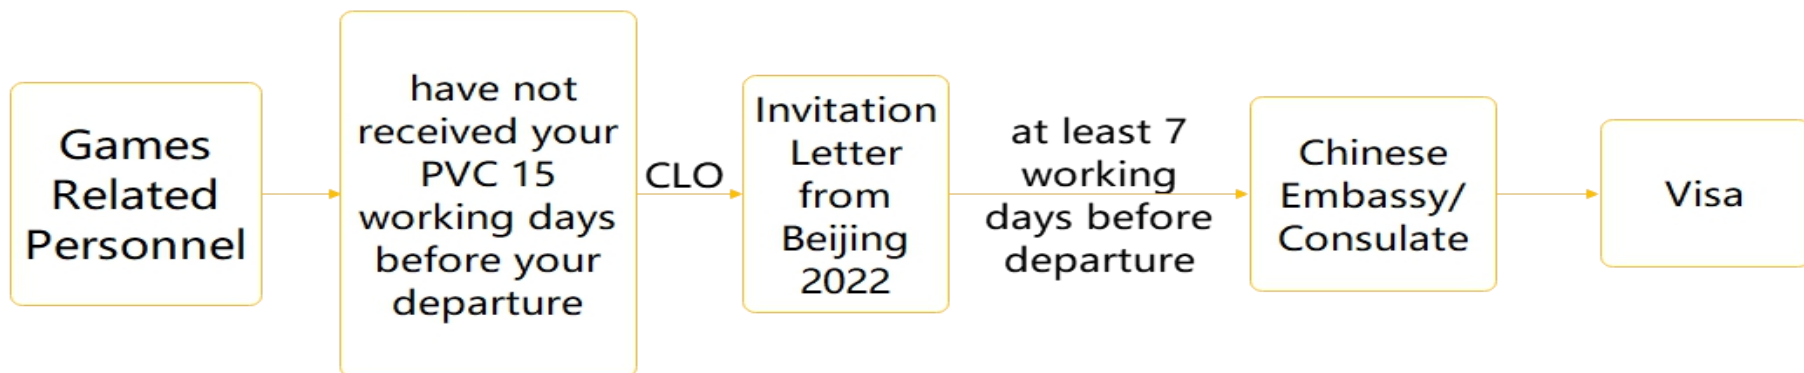 Games
Related
Personnel
have not
received your
PVC 15
working days
before your
departure
CLO
Invitation
Letter
from
Beijing
2022
at least 7
working
days before
departure
Chinese
Embassy/
Consulate
Visa